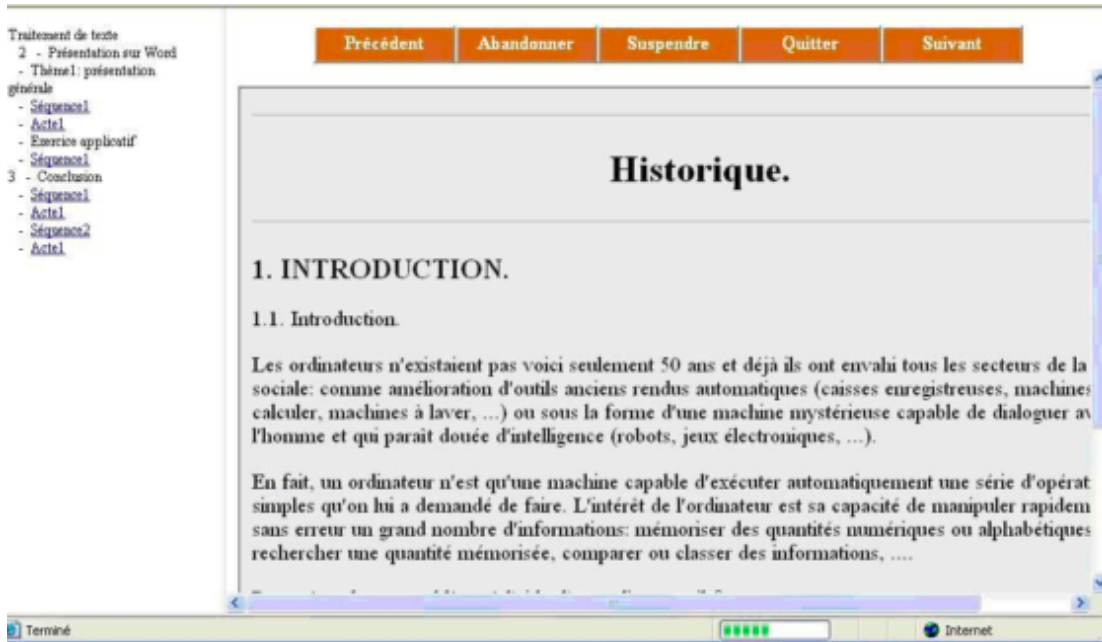 Traitement de texte
2 - Présentation sur Word
- Thème1: présentation
générale
- Séquence1
- Acte1
- Exercice applicatif
- Séquence1
3 - Conclusion
- Séquence1
- Acte1
- Séquence2
- Acte1
Précédent Abandonner Suspendre Quitter Suivant
Historique.
1. INTRODUCTION.
1.1. Introduction.
Les ordinateurs n'existaient pas voici seulement 50 ans et déjà ils ont envahi tous les secteurs de la
sociale: comme amélioration d'outils anciens rendus automatiques (caisses enregistreuses, machines
calculer, machines à laver, ...) ou sous la forme d'une machine mystérieuse capable de dialoguer av
l'homme et qui paraît douée d'intelligence (robots, jeux électroniques, ...).
En fait, un ordinateur n'est qu'une machine capable d'exécuter automatiquement une série d'opérat
simples qu'on lui a demandé de faire. L'intérêt de l'ordinateur est sa capacité de manipuler rapidem
sans erreur un grand nombre d'informations: mémoriser des quantités numériques ou alphabétiques
rechercher une quantité mémorisée, comparer ou classer des informations, ....
Terminé Internet